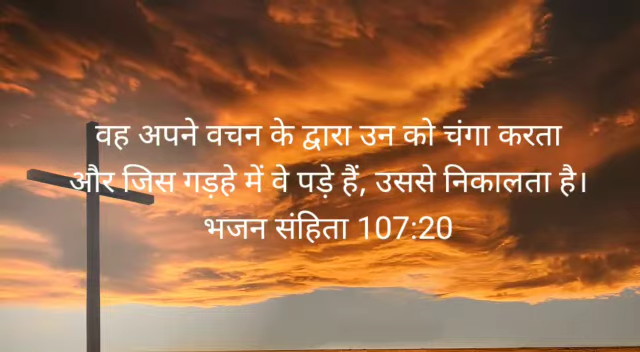 वह अपने वचन के द्वारा उन को चंगा करता
और जिस गड़हे में वे पड़े हैं, उससे निकालता है।
भजन संहिता 107:20